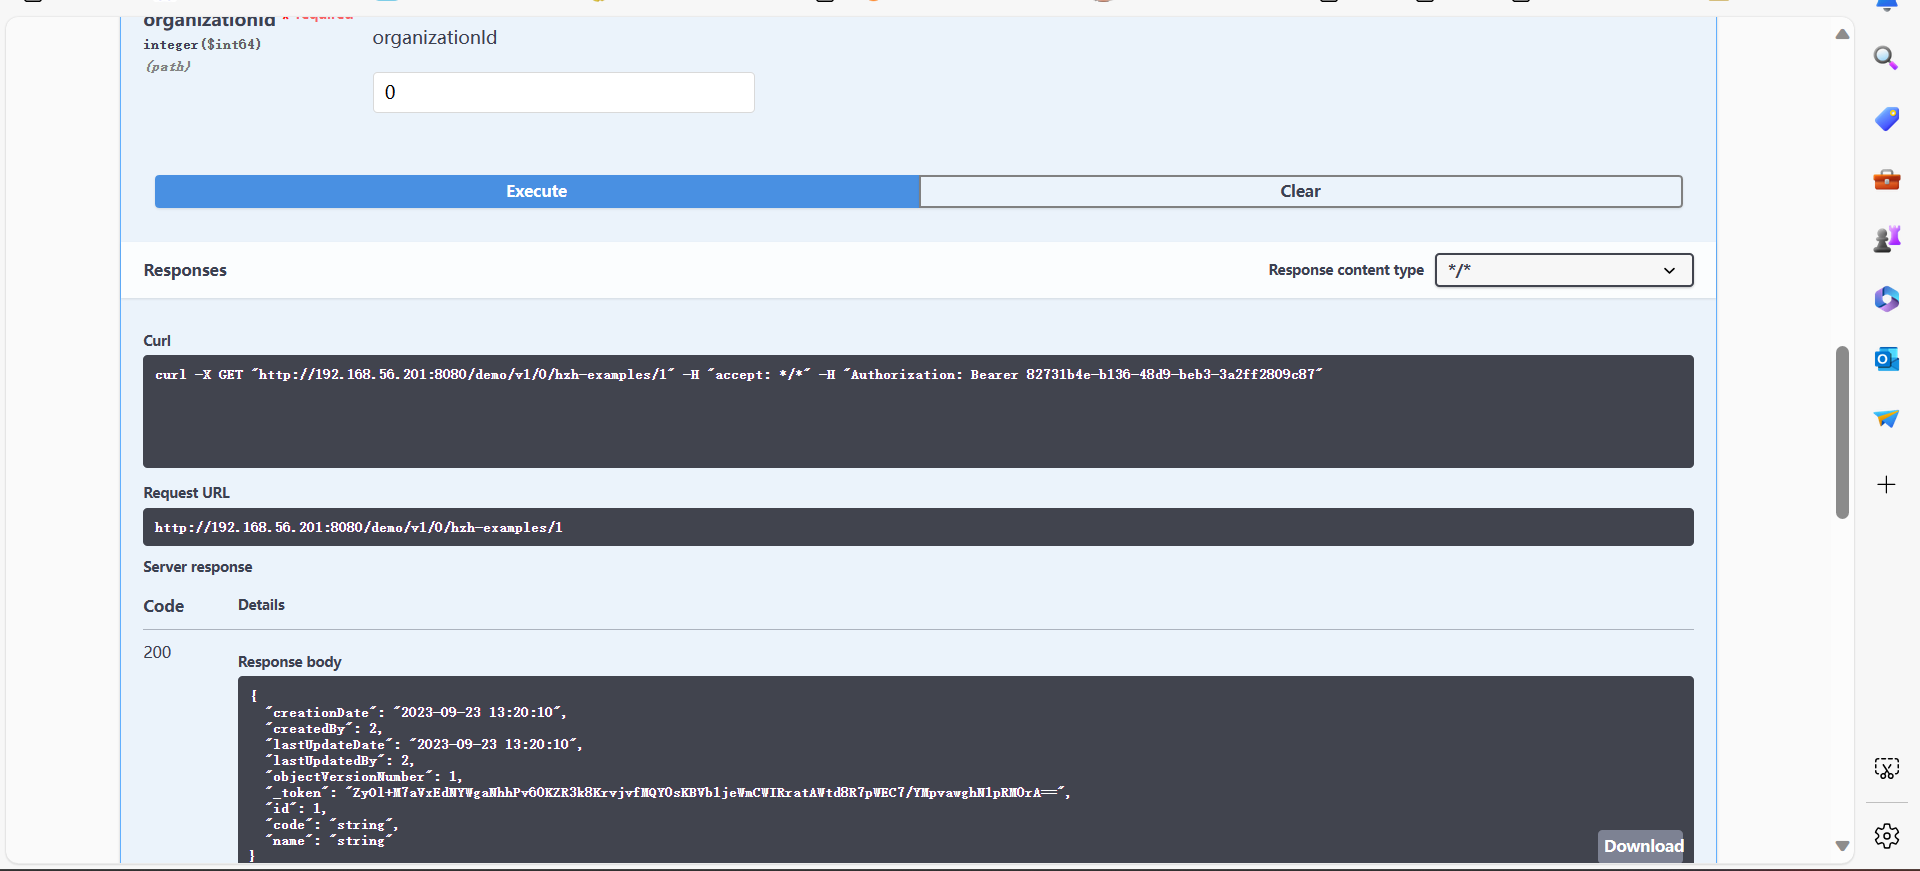 organizationId * required
integer($int64)
organizationId
(path)
0
Execute
Clear
Responses
Response content type
*/*
Curl
curl -X GET "http://192.168.56.201:8080/demo/v1/0/hzh-examples/1" -H "accept: */*" -H "Authorization: Bearer 82731b4e-b136-48d9-beb3-3a2ff2809c87"
Request URL
http://192.168.56.201:8080/demo/v1/0/hzh-examples/1
Server response
Code
Details
200
Response body
{
"creationDate": "2023-09-23 13:20:10",
"createdBy": 2,
"lastUpdateDate": "2023-09-23 13:20:10",
"lastUpdatedBy": 2,
"objectVersionNumber": 1,
"_token": "ZyOl+M7aVxEdNYWgaNhhPv6OKZR3k8KrvjvfMQYOsKBVb1jeWmCWIRratAWtd8R7pWEC7/YMpvawghN1pRMOrA==",
"id": 1,
"code": "string",
"name": "string"
}
Download